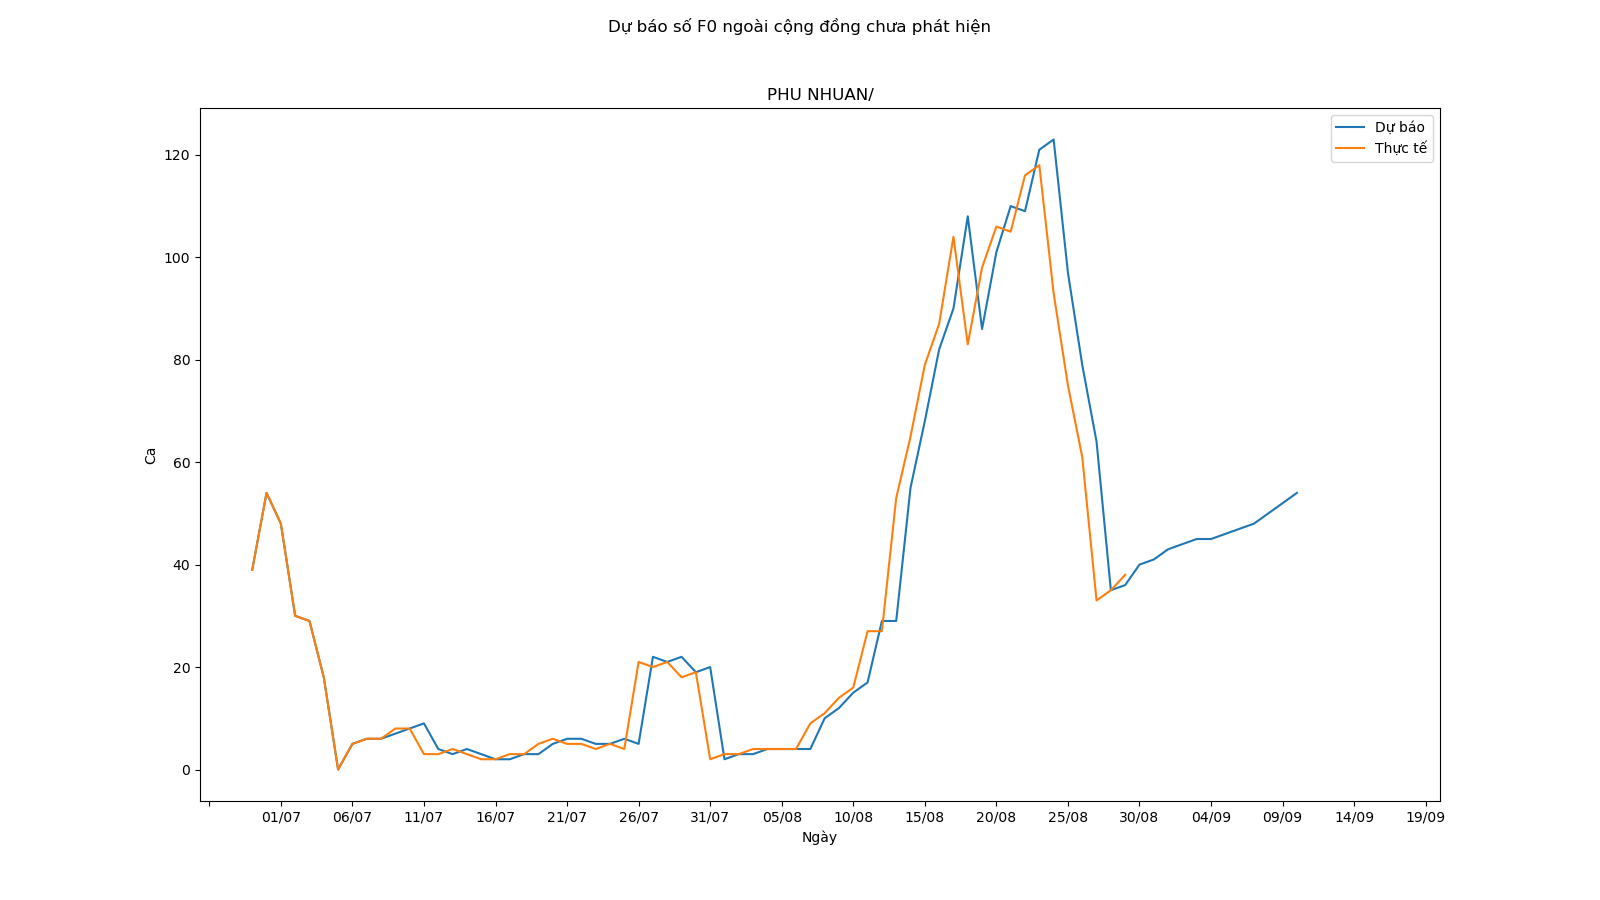 Dự báo số F0 ngoài cộng đồng chưa phát hiện
PHU NHUAN/
Dự báo
Thực tế
120
100
80
60
40
20
0
Ca
01/07 06/07 11/07 16/07 21/07 26/07 31/07 05/08 10/08 15/08 20/08 25/08 30/08 04/09 09/09 14/09 19/09
Ngày